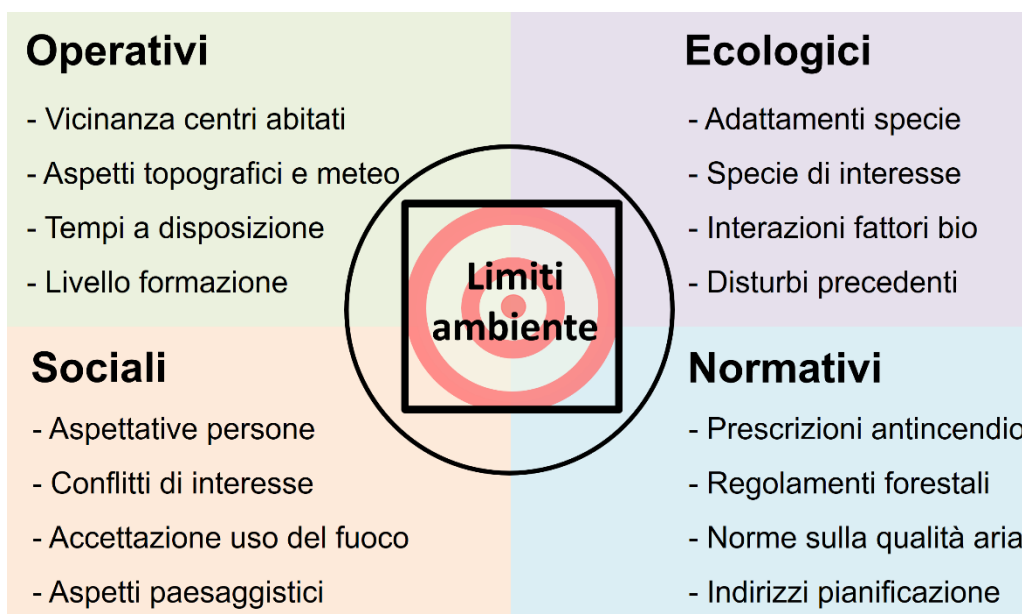 Operativi
- Vicinanza centri abitati
- Aspetti topografici e meteo
- Tempi a disposizione
- Livello formazione
Ecologici
- Adattamenti specie
- Specie di interesse
- Interazioni fattori bio
- Disturbi precedenti
Limiti
ambiente
Sociali
- Aspettative persone
- Conflitti di interesse
- Accettazione uso del fuoco
- Aspetti paesaggistici
Normativi
- Prescrizioni antincendio
- Regolamenti forestali
- Norme sulla qualità aria
- Indirizzi pianificazione